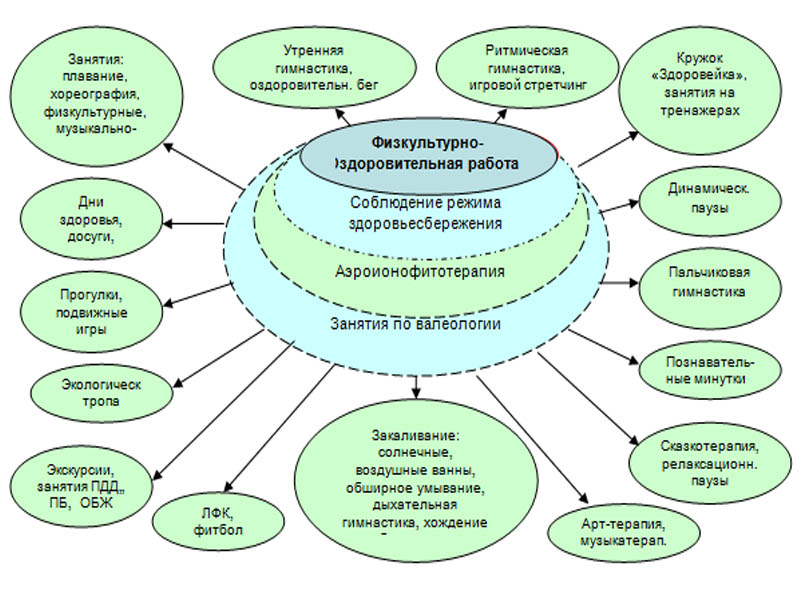 Занятия:
плавание,
хореография,
физкультурные,
музыкально-
Утренняя
гимнастика,
оздоровительн. бег
Ритмическая
гимнастика,
игровой стретчинг
Кружок
«Здоровейка»,
занятия на
тренажерах
Физкультурно-
оздоровительная работа
Соблюдение режима
здоровьесбережения
Аэроионофитотерапия
Занятия по валеологии
Дни
здоровья,
досуги,
Динамическ.
паузы
Прогулки,
подвижные
игры
Пальчиковая
гимнастика
Экологическ
тропа
Познаватель-
ные минутки
Экскурсии,
занятия ПДД,,
ПБ, ОБЖ
ЛФК,
фитбол
Закаливание:
солнечные,
воздушные ванны,
обширное умывание,
дыхательная
гимнастика, хождение
Арт-терапия,
музыкатерап.
Сказкотерапия,
релаксационн.
паузы